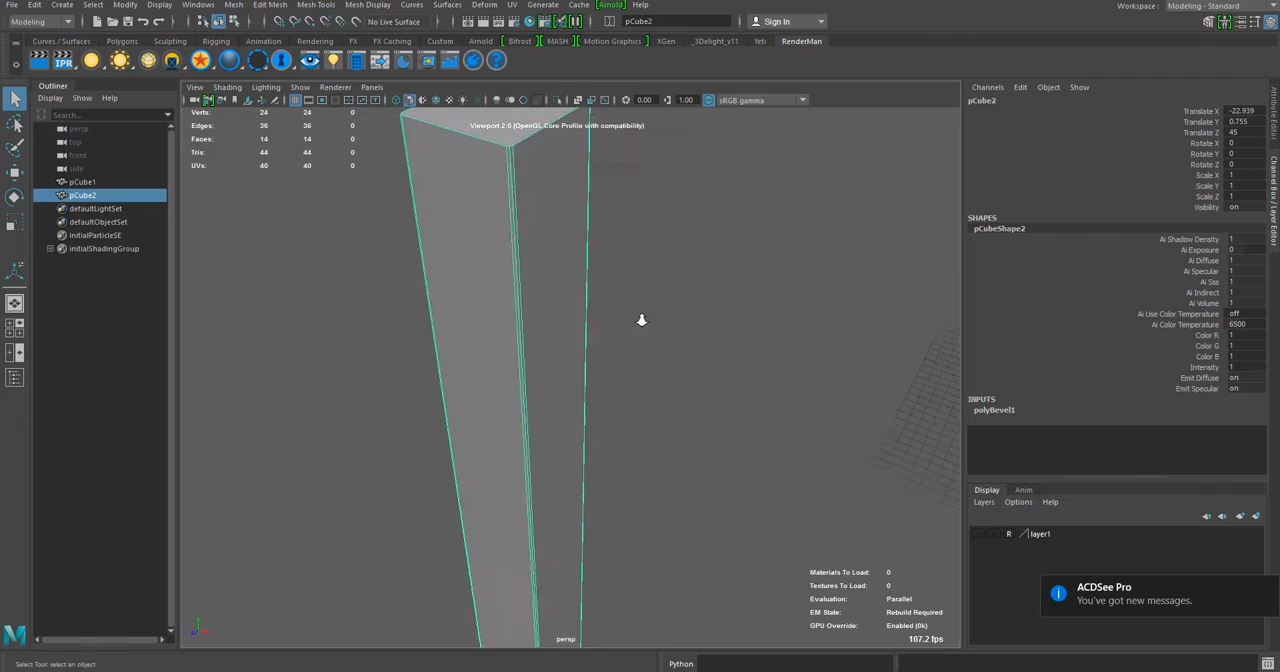 File Edit Create Select Modify Display Windows Mesh Edit Mesh Mesh Tools Mesh Display Curves Surfaces Deform UV Generate Cache Arnold Help
Workspace : Modeling - Standard
Modeling No Live Surface pCube2 Sign In
Curves / Surfaces Polygons Sculpting Rigging Animation Rendering FX FX Caching Custom Arnold Bifrost MASH Motion Graphics XGen _3Delight_v11 Yeti RenderMan
IPR
Outliner
Display Show Help
Search...
persp
top
front
side
pCube1
pCube2
defaultLightSet
defaultObjectSet
initialParticleSE
initialShadingGroup
View Shading Lighting Show Renderer Panels
0.00 1.00 sRGB gamma
Viewport 2.0 (OpenGL Core Profile with compatibility)
Verts: 24 24 0
Edges: 36 36 0
Faces: 14 14 0
Tris: 44 44 0
UVs: 40 40 0
Materials To Load: 0
Textures To Load: 0
Evaluation: Parallel
EM State: Rebuild Required
GPU Override: Enabled (0k)
107.2 fps
persp
Channels Edit Object Show
pCube2
Translate X -22.939
Translate Y 0.755
Translate Z 45
Rotate X 0
Rotate Y 0
Rotate Z 0
Scale X 1
Scale Y 1
Scale Z 1
Visibility on
SHAPES
pCubeShape2
Ai Shadow Density 1
Ai Exposure 0
Ai Diffuse 1
Ai Specular 1
Ai Sss 1
Ai Indirect 1
Ai Volume 1
Ai Use Color Temperature off
Ai Color Temperature 6500
Color R 1
Color G 1
Color B 1
Intensity 1
Emit Diffuse on
Emit Specular on
INPUTS
polyBevel1
Display Anim
Layers Options Help
R layer1
ACDSee Pro
You've got new messages.
Attribute Editor
Channel Box / Layer Editor
Select Tool: select an object
Python